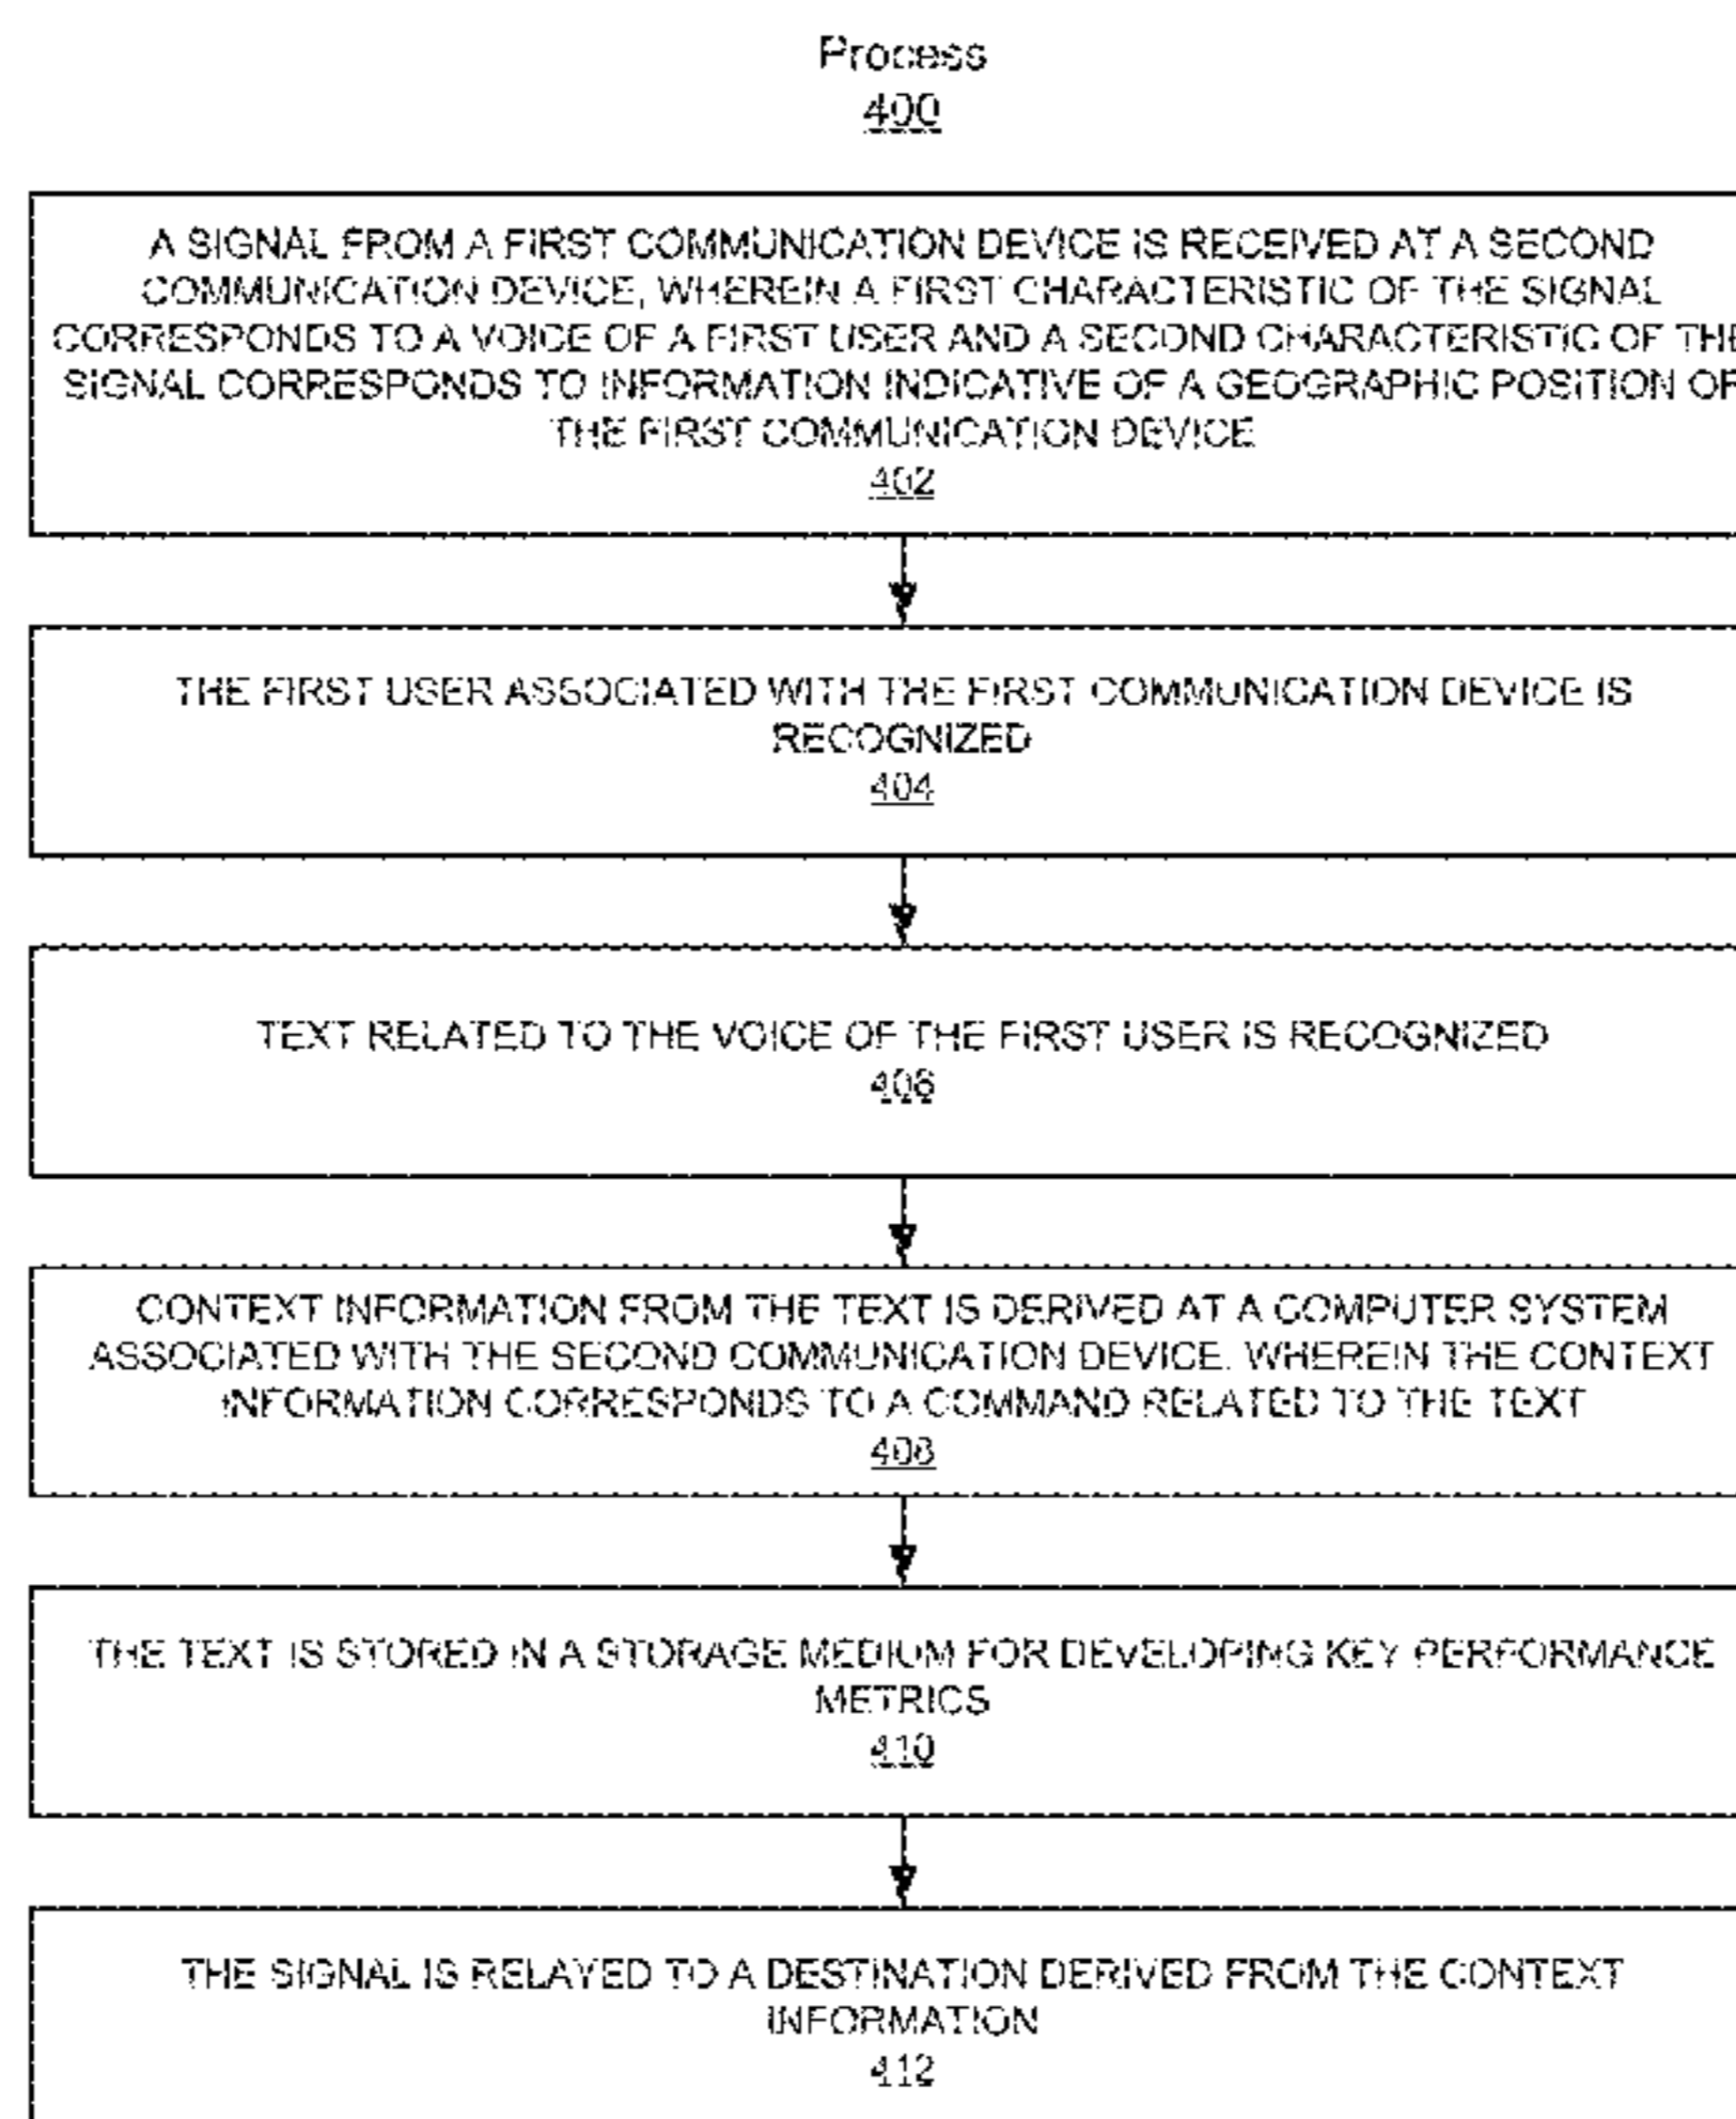 Process
400
A SIGNAL FROM A FIRST COMMUNICATION DEVICE IS RECEIVED AT A SECOND
COMMUNICATION DEVICE, WHEREIN A FIRST CHARACTERISTIC OF THE SIGNAL
CORRESPONDS TO A VOICE OF A FIRST USER AND A SECOND CHARACTERISTIC OF THE
SIGNAL CORRESPONDS TO INFORMATION INDICATIVE OF A GEOGRAPHIC POSITION OF
THE FIRST COMMUNICATION DEVICE
402
THE FIRST USER ASSOCIATED WITH THE FIRST COMMUNICATION DEVICE IS
RECOGNIZED
404
TEXT RELATED TO THE VOICE OF THE FIRST USER IS RECOGNIZED
406
CONTEXT INFORMATION FROM THE TEXT IS DERIVED AT A COMPUTER SYSTEM
ASSOCIATED WITH THE SECOND COMMUNICATION DEVICE. WHEREIN THE CONTEXT
INFORMATION CORRESPONDS TO A COMMAND RELATED TO THE TEXT
408
THE TEXT IS STORED IN A STORAGE MEDIUM FOR DEVELOPING KEY PERFORMANCE
METRICS
410
THE SIGNAL IS RELAYED TO A DESTINATION DERIVED FROM THE CONTEXT
INFORMATION
412